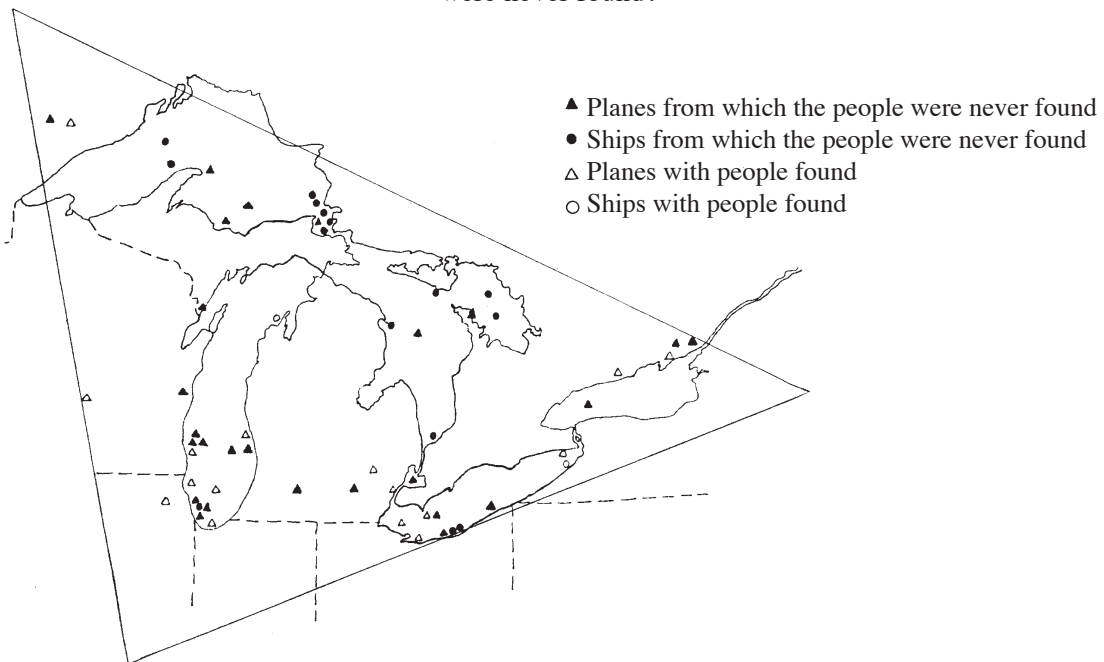 were never found?
Planes from which the people were never found
Ships from which the people were never found
Planes with people found
Ships with people found